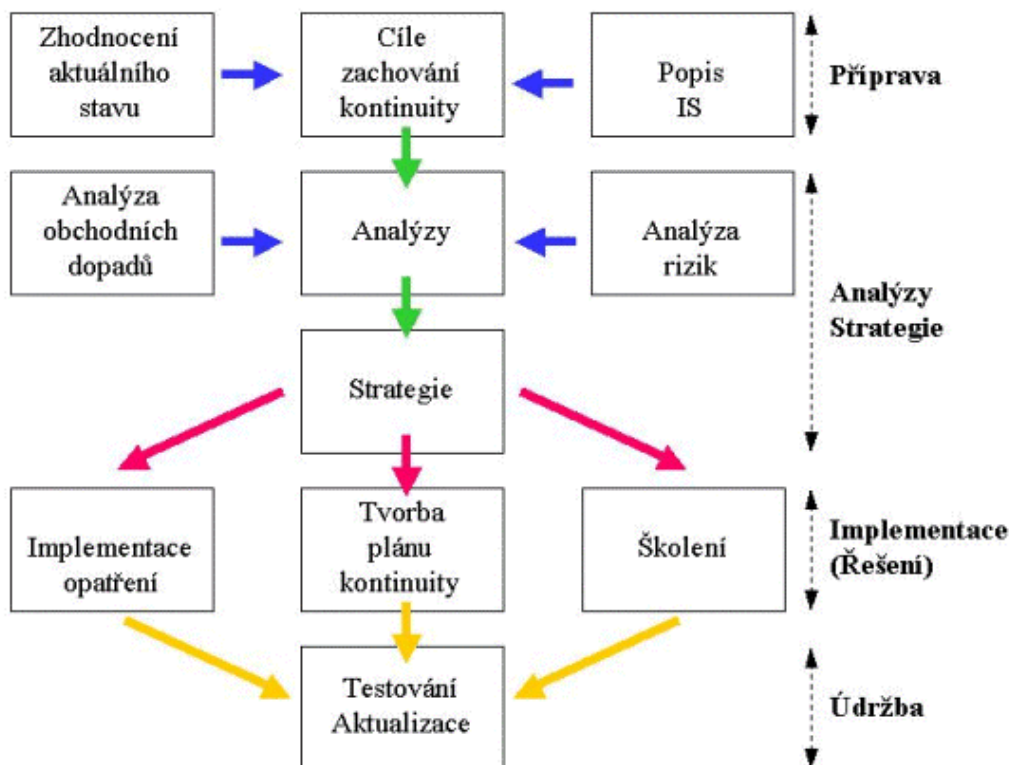 Zhodnocení
aktuálního
stavu
Cíle
zachování
kontinuity
Popis
IS
Příprava
Analýza
obchodních
dopadů
Analýzy
Analýza
rizik
Analýzy
Strategie
Strategie
Implementace
opatření
Tvorba
plánu
kontinuity
Školení
Implementace
(Řešení)
Testování
Aktualizace
Údržba